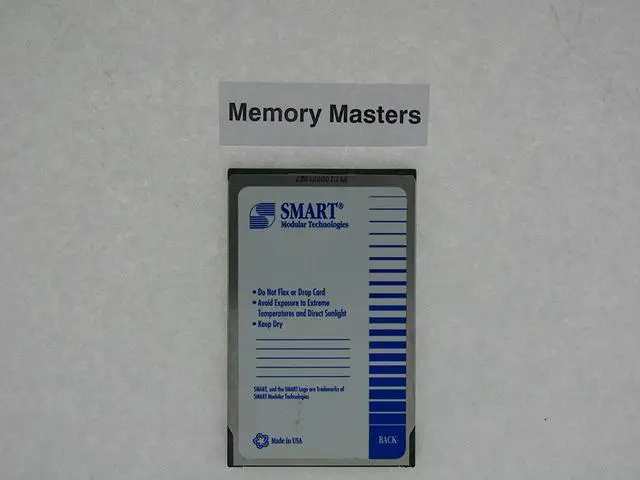 Memory Masters
SMART®
Modular Technologies
• Do Not Flex or Drop Card
• Avoid Exposure to Extreme
Temperatures and Direct Sunlight
• Keep Dry
SMART, and the SMART Logo are Trademarks of
SMART Modular Technologies
Made in USA
BACK